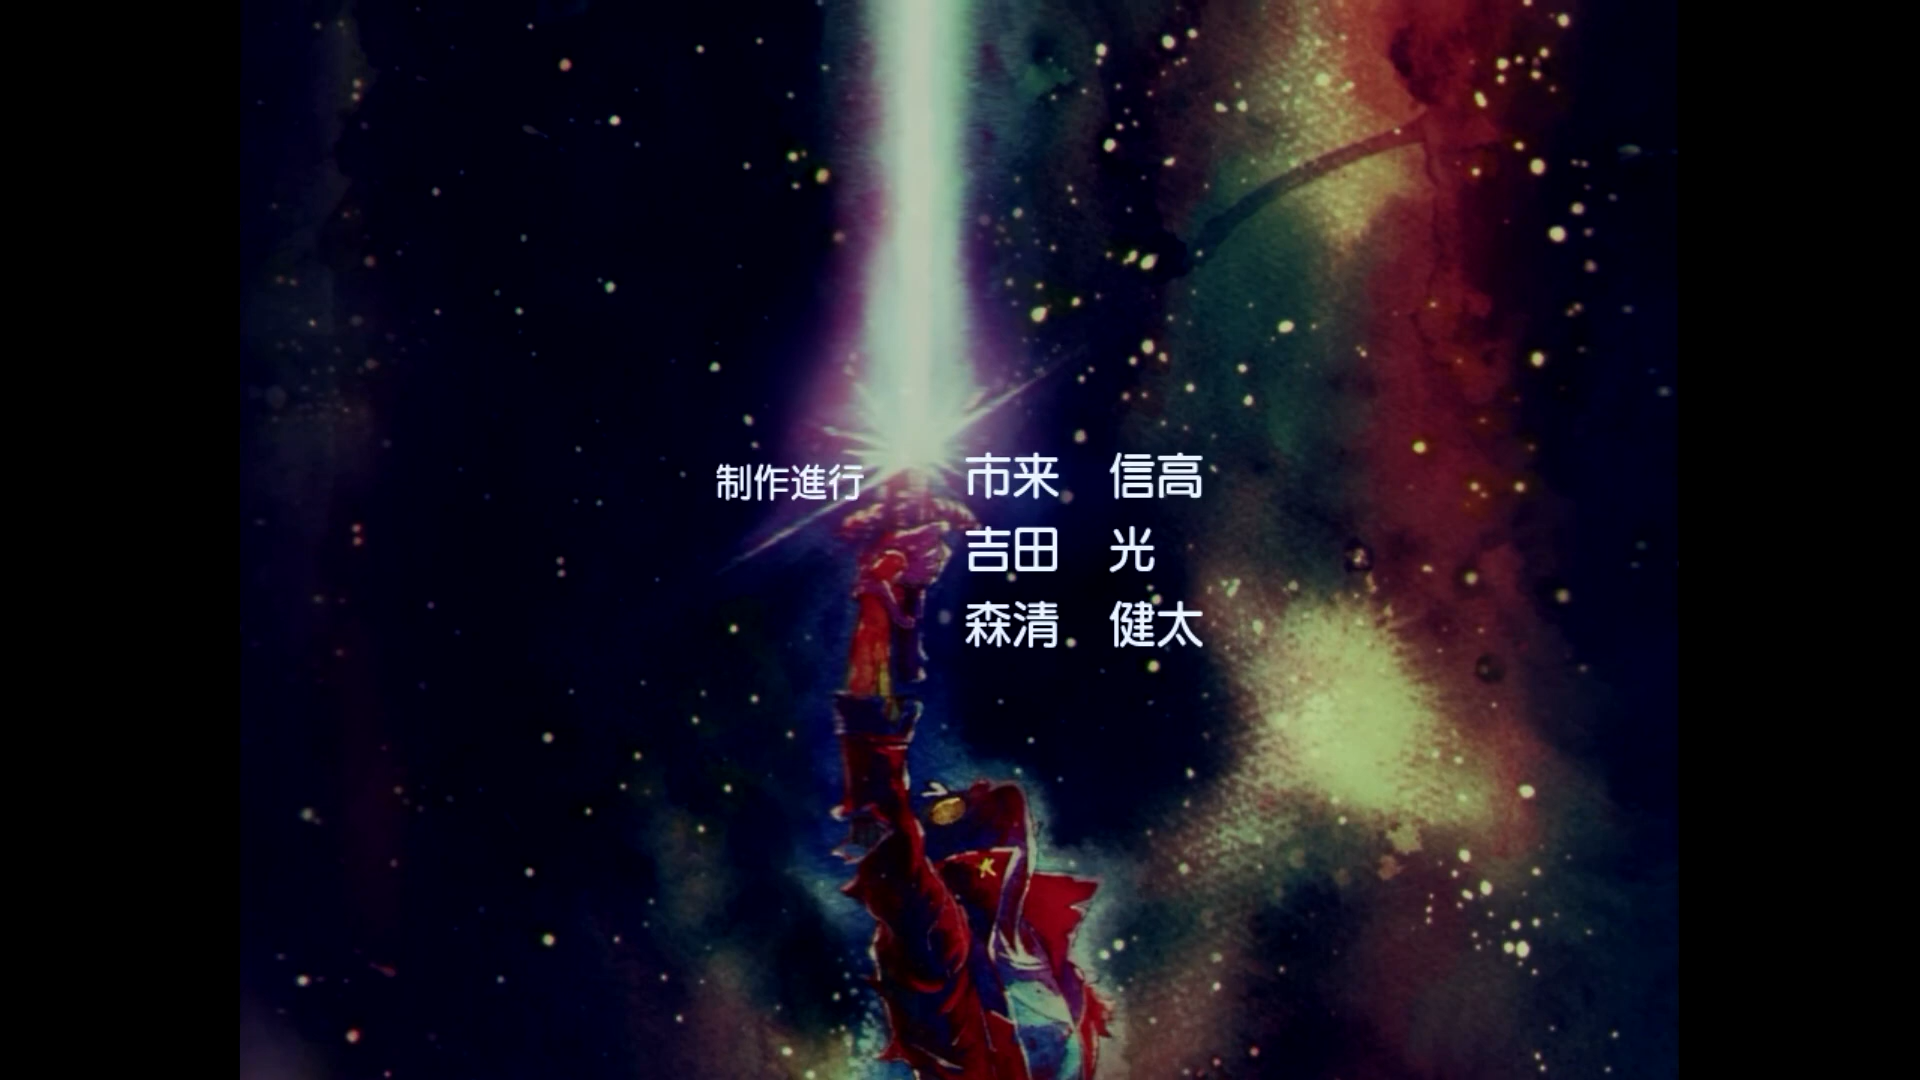 制作進行 市来 信高
吉田 光
森清 健太